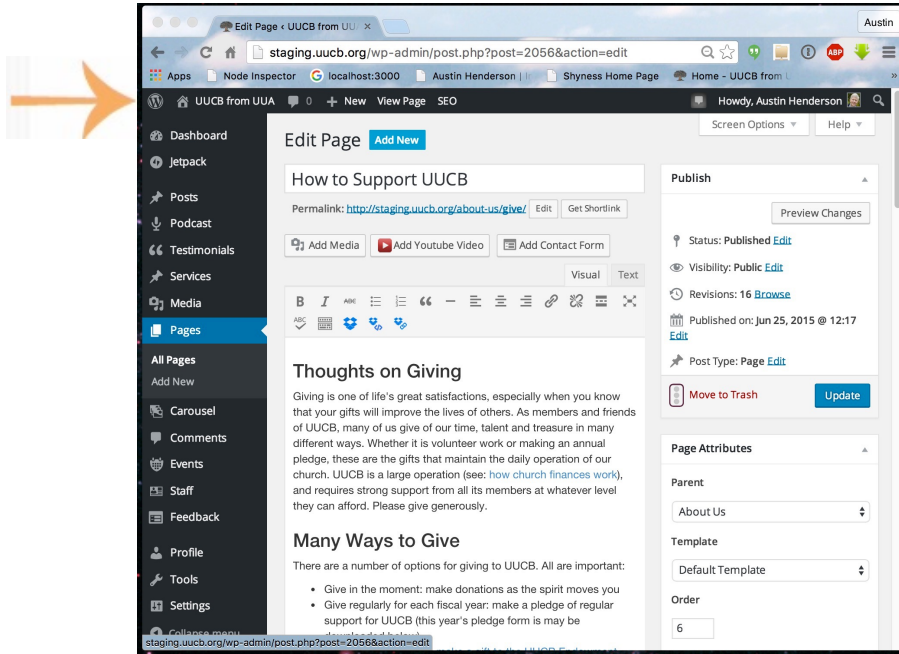 Edit Page < UUCB from UUA
Austin
staging.uucb.org/wp-admin/post.php?post=2056&action=edit
ABP
Apps Node Inspector localhost:3000 Austin Henderson | Shyness Home Page Home - UUCB from U »
UUCB from UUA 0 + New View Page SEO Howdy, Austin Henderson
Screen Options Help
Dashboard
Jetpack
Posts
Podcast
Testimonials
Services
Media
Pages
All Pages
Add New
Carousel
Comments
Events
Staff
Feedback
Profile
Tools
Settings
Collapse menu
Edit Page Add New
How to Support UUCB
Permalink: http://staging.uucb.org/about-us/give/ Edit Get Shortlink
Add Media Add Youtube Video Add Contact Form
Visual Text
B I ABC
ABC
Thoughts on Giving
Giving is one of life's great satisfactions, especially when you know
that your gifts will improve the lives of others. As members and friends
of UUCB, many of us give of our time, talent and treasure in many
different ways. Whether it is volunteer work or making an annual
pledge, these are the gifts that maintain the daily operation of our
church. UUCB is a large operation (see: how church finances work),
and requires strong support from all its members at whatever level
they can afford. Please give generously.
Many Ways to Give
There are a number of options for giving to UUCB. All are important:
• Give in the moment: make donations as the spirit moves you
• Give regularly for each fiscal year: make a pledge of regular
support for UUCB (this year's pledge form is may be
downloaded below)
make a gift to the UUCB Endowment
Publish
Preview Changes
Status: Published Edit
Visibility: Public Edit
Revisions: 16 Browse
Published on: Jun 25, 2015 @ 12:17
Edit
Post Type: Page Edit
Move to Trash Update
Page Attributes
Parent
About Us
Template
Default Template
Order
6
staging.uucb.org/wp-admin/post.php?post=2056&action=edit